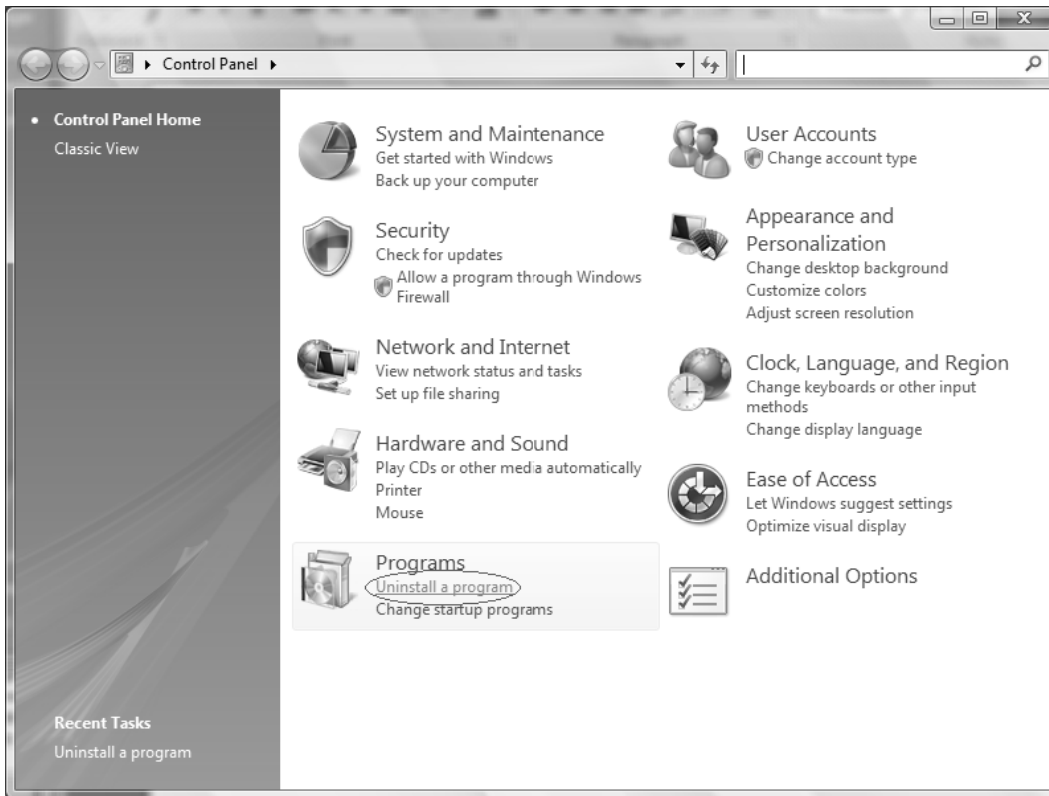 Control Panel
Control Panel Home
Classic View
System and Maintenance
Get started with Windows
Back up your computer
Security
Check for updates
Allow a program through Windows
Firewall
Network and Internet
View network status and tasks
Set up file sharing
Hardware and Sound
Play CDs or other media automatically
Printer
Mouse
Programs
Uninstall a program
Change startup programs
User Accounts
Change account type
Appearance and
Personalization
Change desktop background
Customize colors
Adjust screen resolution
Clock, Language, and Region
Change keyboards or other input
methods
Change display language
Ease of Access
Let Windows suggest settings
Optimize visual display
Additional Options
Recent Tasks
Uninstall a program